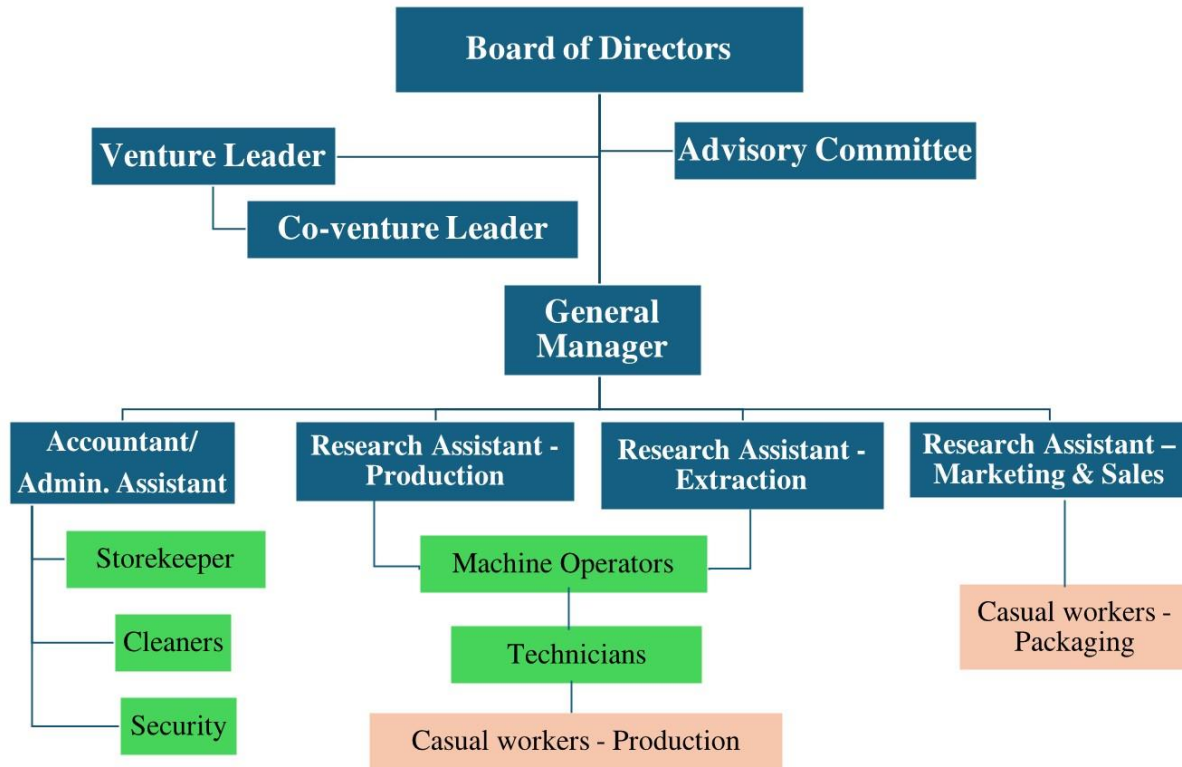 Board of Directors
Venture Leader
Advisory Committee
Co-venture Leader
General
Manager
Accountant/
Admin. Assistant
Research Assistant -
Production
Research Assistant -
Extraction
Research Assistant –
Marketing & Sales
Storekeeper
Machine Operators
Casual workers -
Packaging
Cleaners
Technicians
Security
Casual workers - Production